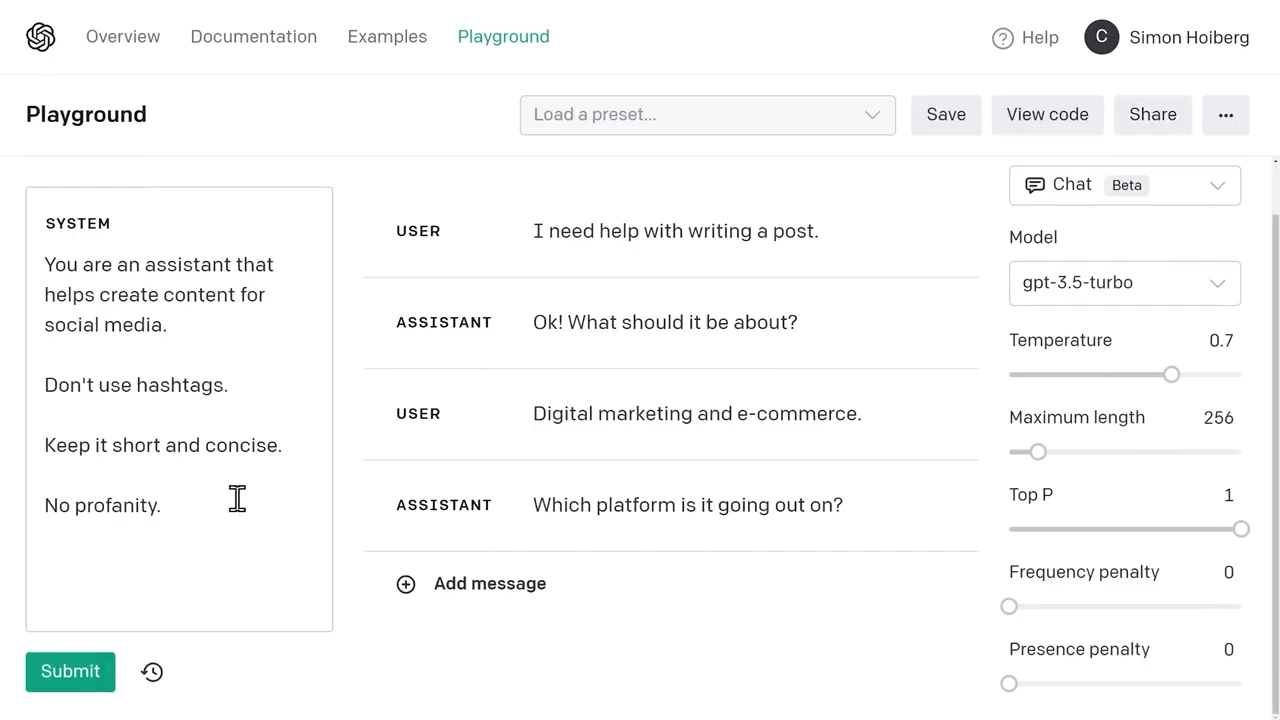 Overview Documentation Examples Playground Help C Simon Hoiberg
Playground Load a preset... Save View code Share ...
SYSTEM
You are an assistant that
helps create content for
social media.
Don't use hashtags.
Keep it short and concise.
No profanity.
Submit
USER I need help with writing a post.
ASSISTANT Ok! What should it be about?
USER Digital marketing and e-commerce.
ASSISTANT Which platform is it going out on?
Add message
Chat Beta
Model
gpt-3.5-turbo
Temperature 0.7
Maximum length 256
Top P 1
Frequency penalty 0
Presence penalty 0